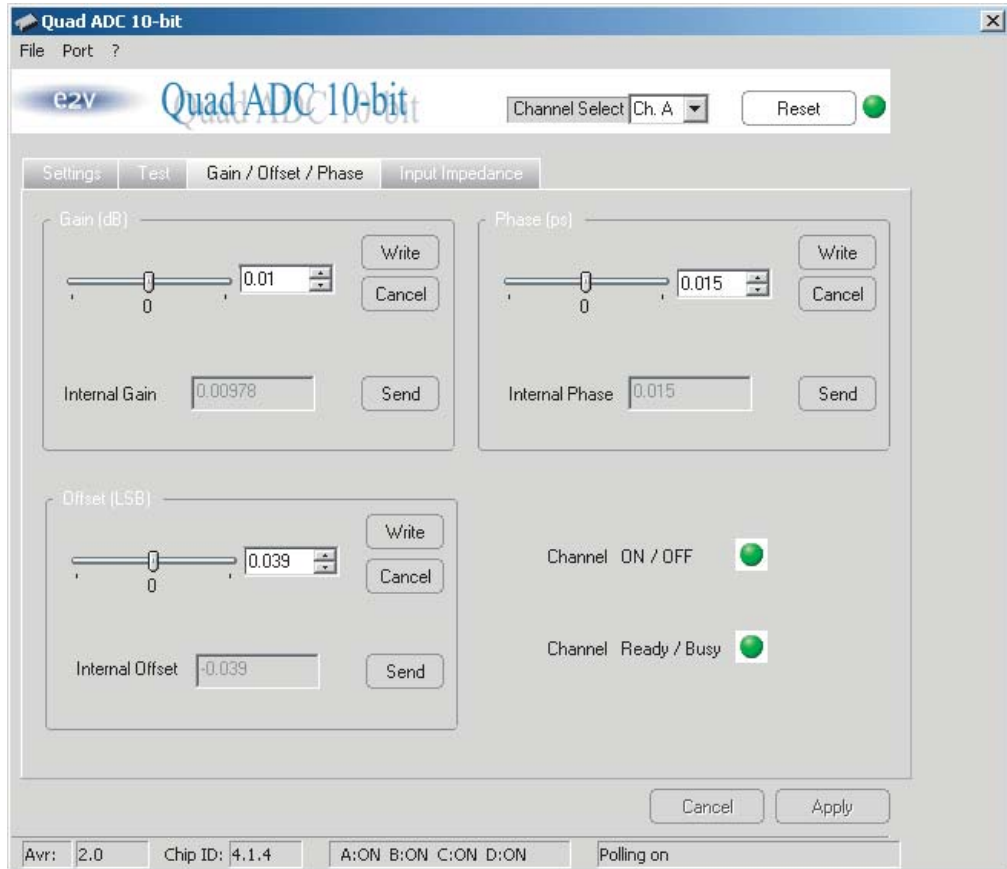 Quad ADC 10-bit
File Port ?
e2v
Quad ADC 10-bit
Channel Select Ch. A
Reset
Settings
Test
Gain / Offset / Phase
Input Impedance
Gain (dB)
0.01
0
Write
Cancel
Internal Gain 0.00978
Send
Phase (ps)
0.015
0
Write
Cancel
Internal Phase 0.015
Send
Offset (LSB)
0.039
0
Write
Cancel
Internal Offset -0.039
Send
Channel ON / OFF
Channel Ready / Busy
Cancel
Apply
Avr: 2.0 Chip ID: 4.1.4 A:ON B:ON C:ON D:ON Polling on